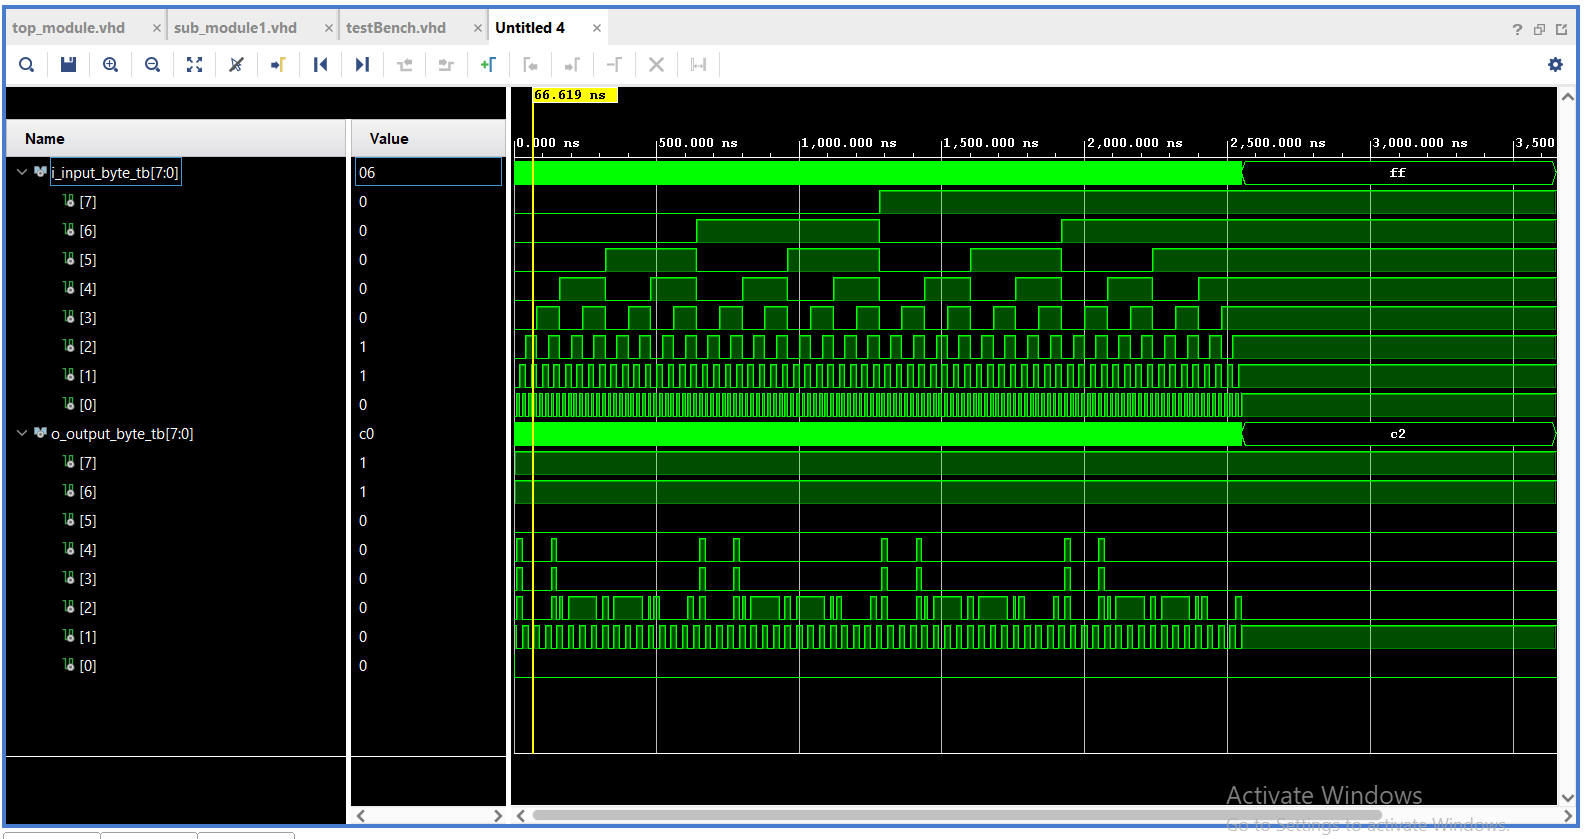 top_module.vhd × sub_module1.vhd × testBench.vhd × Untitled 4 ×
66.619 ns
Name Value
0.000 ns 500.000 ns 1,000.000 ns 1,500.000 ns 2,000.000 ns 2,500.000 ns 3,000.000 ns 3,500
i_input_byte_tb[7:0] 06 ff
[7] 0
[6] 0
[5] 0
[4] 0
[3] 0
[2] 1
[1] 1
[0] 0
o_output_byte_tb[7:0] c0 c2
[7] 1
[6] 1
[5] 0
[4] 0
[3] 0
[2] 0
[1] 0
[0] 0
Activate Windows
Go to Settings to activate Windows.